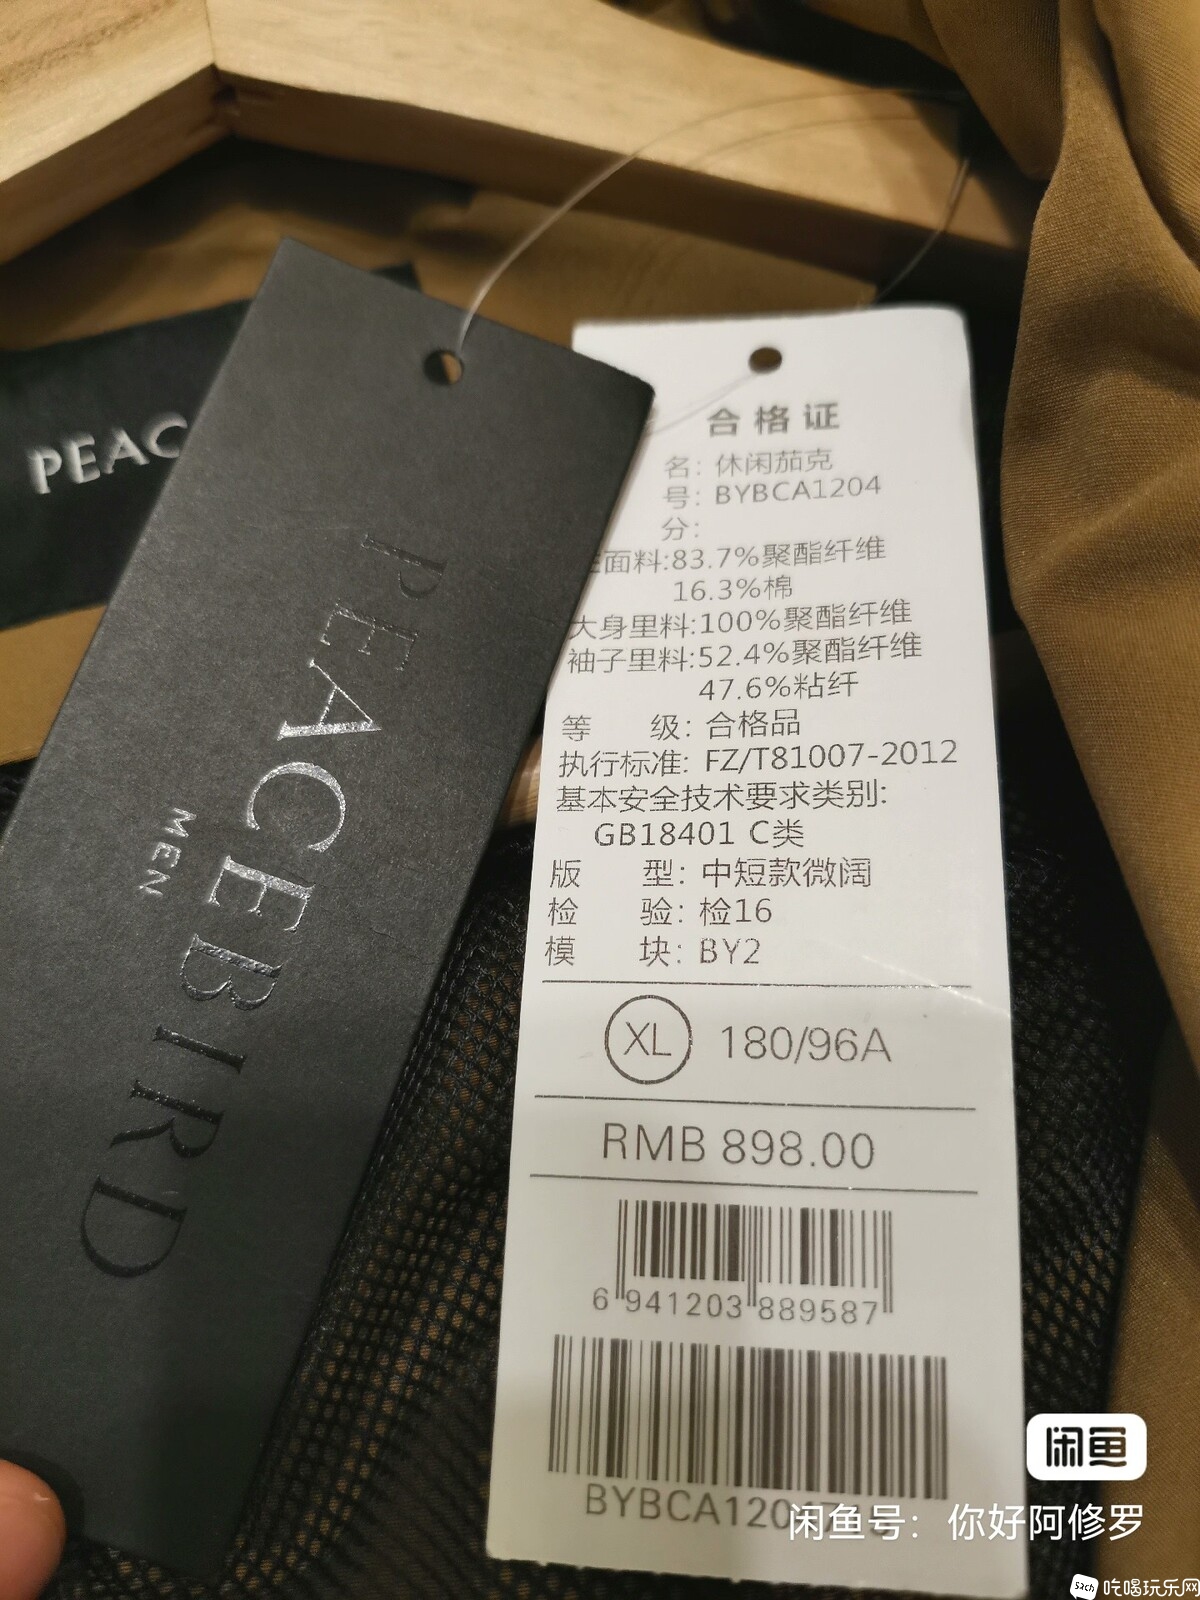 PEAC
PEACEBIRD
MEN
合格证
名：休闲茄克
号：BYBCA1204
分：
面料:83.7%聚酯纤维
16.3%棉
大身里料:100%聚酯纤维
袖子里料:52.4%聚酯纤维
47.6%粘纤
等 级：合格品
执行标准：FZ/T81007-2012
基本安全技术要求类别:
GB18401 C类
版 型：中短款微阔
检 验：检16
模 块：BY2
XL 180/96A
RMB 898.00
6 941203 889587
BYBCA120
闲鱼
闲鱼号：你好阿修罗
52ch 吃喝玩乐网